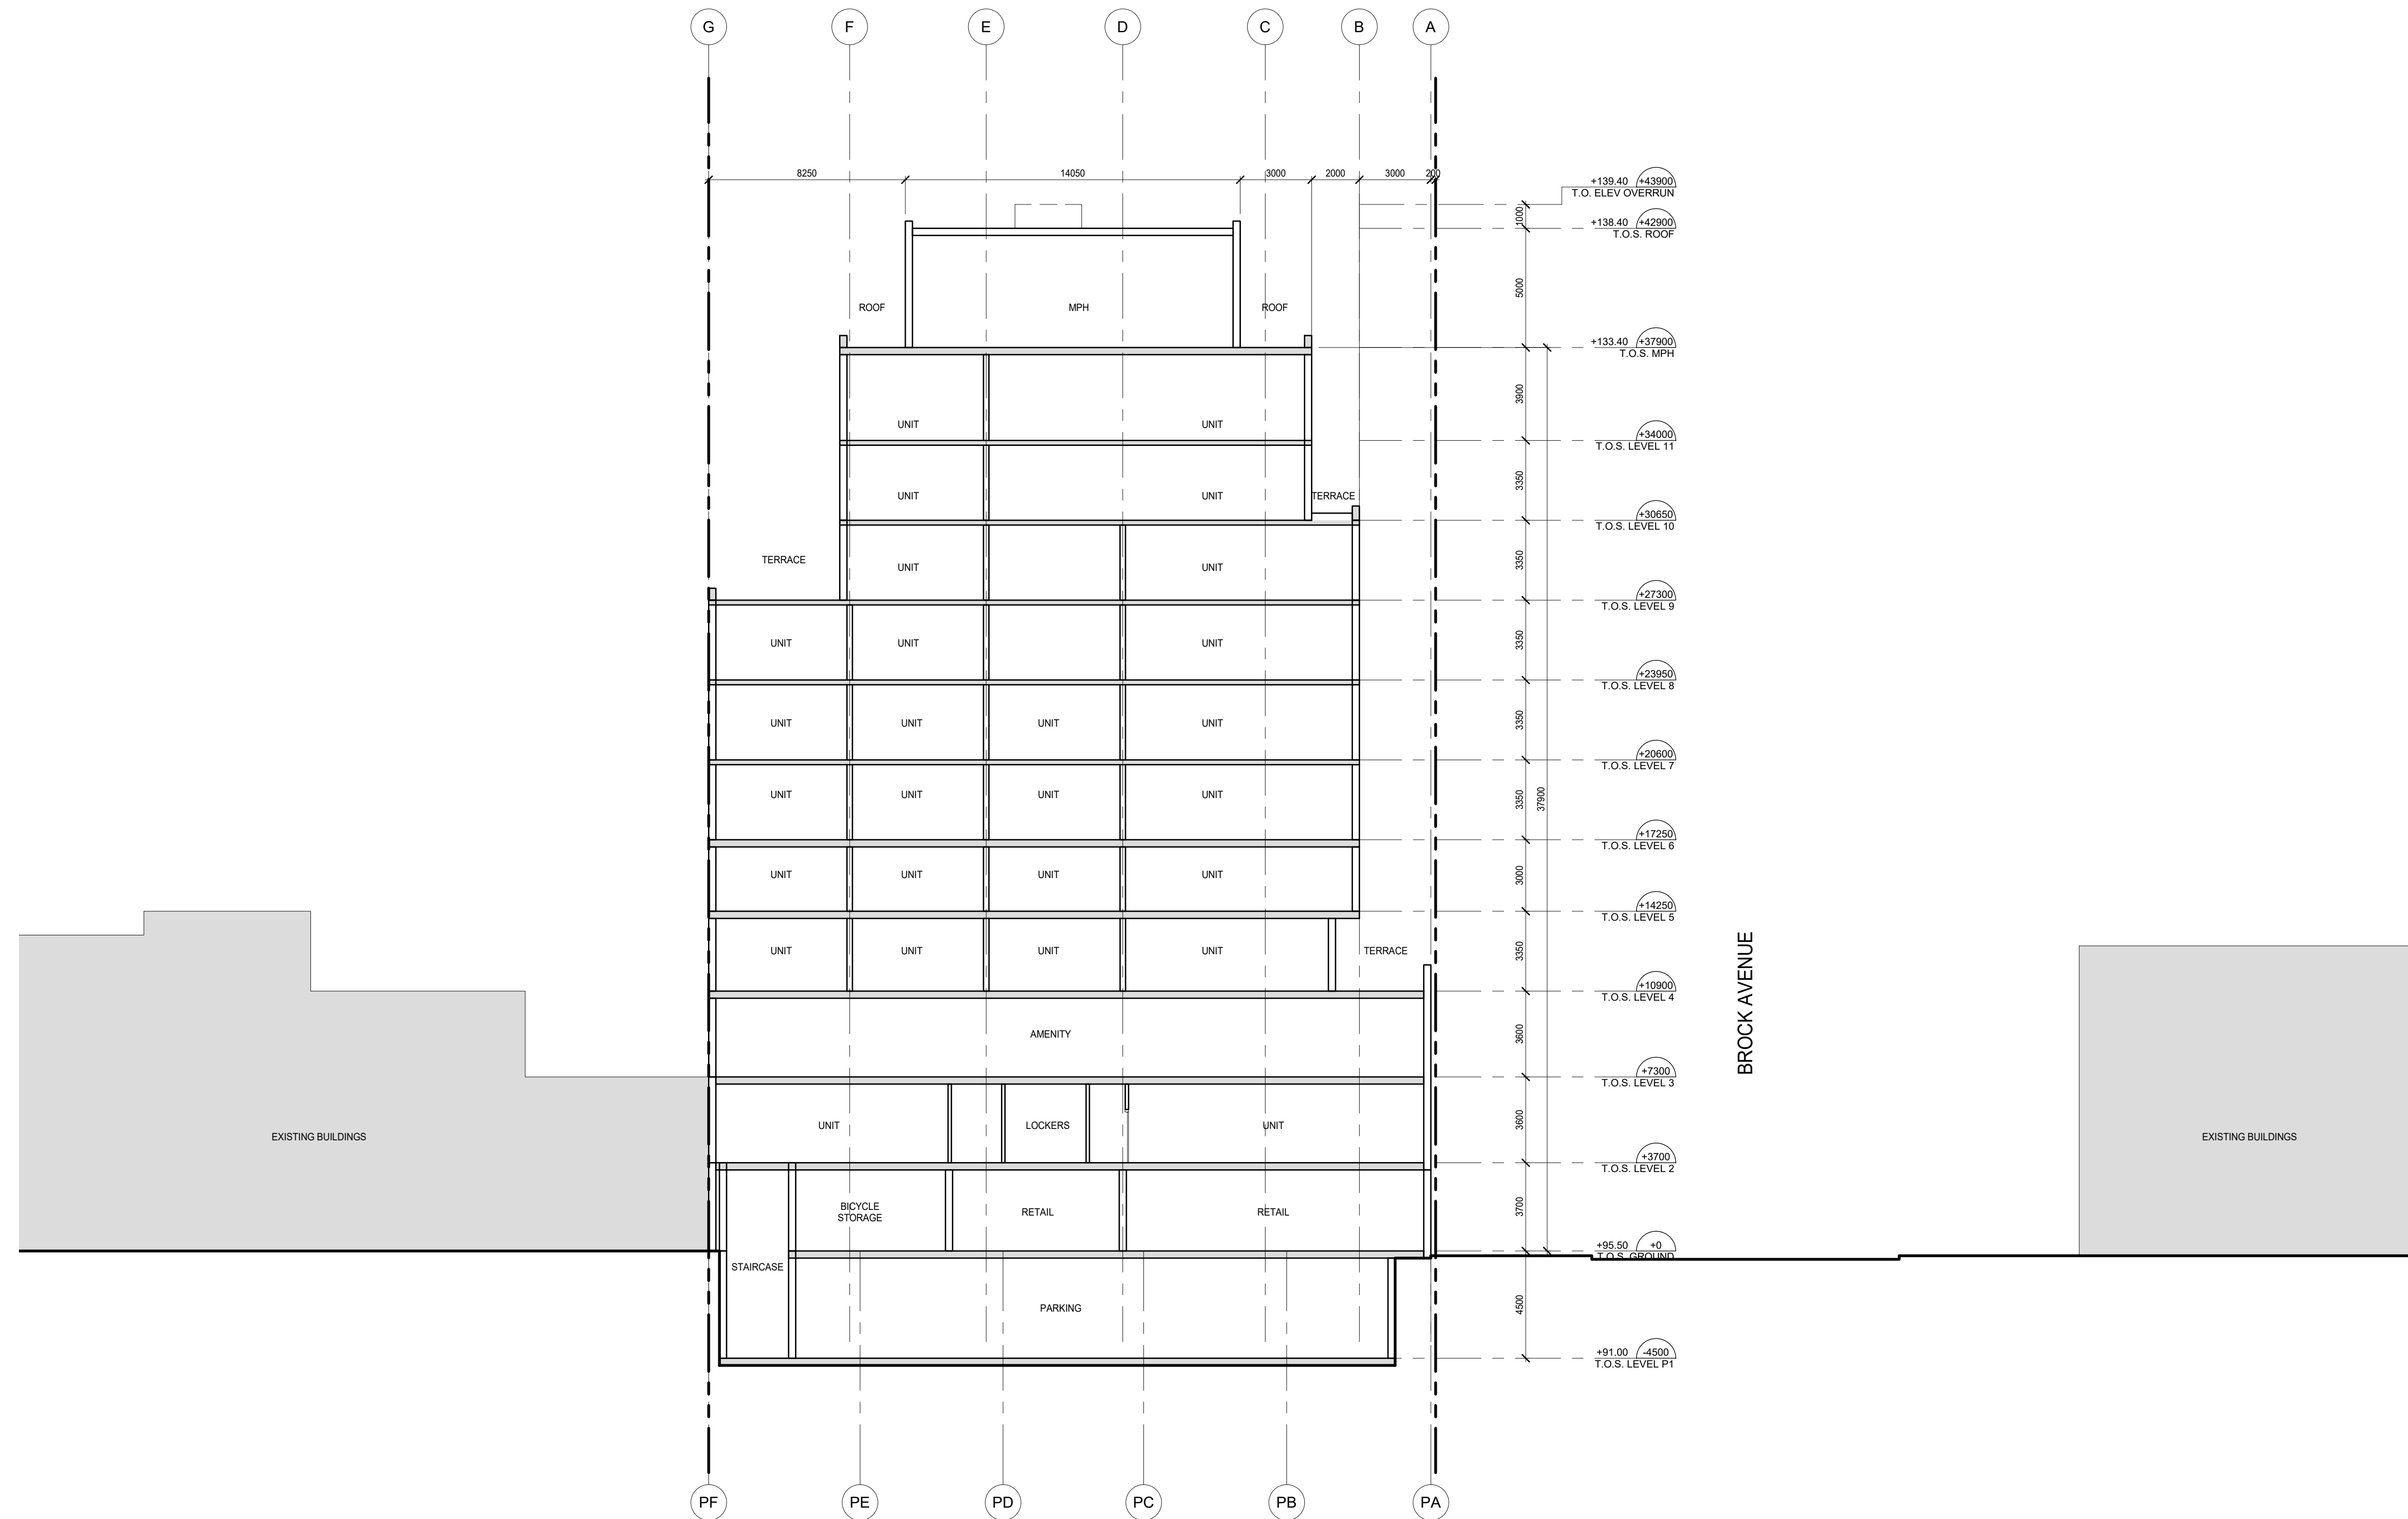 G F E D C B A
8250 14050 3000 2000 3000 200
+139.40 +43900
T.O. ELEV OVERRUN
1000
+138.40 +42900
T.O.S. ROOF
5000
ROOF MPH ROOF
+133.40 +37900
T.O.S. MPH
3900
UNIT UNIT
+34000
T.O.S. LEVEL 11
3350
UNIT UNIT TERRACE
+30650
T.O.S. LEVEL 10
3350
TERRACE UNIT UNIT
+27300
T.O.S. LEVEL 9
3350
UNIT UNIT UNIT
+23950
T.O.S. LEVEL 8
3350
UNIT UNIT UNIT UNIT
+20600
T.O.S. LEVEL 7
3350
37900
UNIT UNIT UNIT UNIT
+17250
T.O.S. LEVEL 6
3000
UNIT UNIT UNIT UNIT
+14250
T.O.S. LEVEL 5
3350
UNIT UNIT UNIT UNIT TERRACE
+10900
T.O.S. LEVEL 4
3600
AMENITY
BROCK AVENUE
+7300
T.O.S. LEVEL 3
3600
UNIT LOCKERS UNIT
EXISTING BUILDINGS
EXISTING BUILDINGS
+3700
T.O.S. LEVEL 2
3700
BICYCLE
STORAGE
RETAIL RETAIL
+95.50 +0
T.O.S. GROUND
STAIRCASE
4500
PARKING
+91.00 -4500
T.O.S. LEVEL P1
PF PE PD PC PB PA